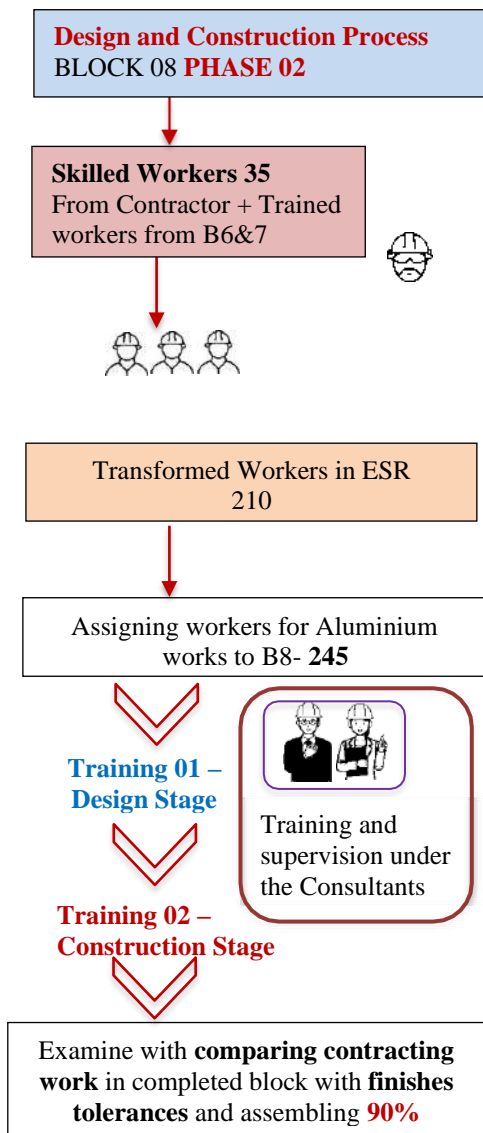 Design and Construction Process
BLOCK 08 PHASE 02
Skilled Workers 35
From Contractor + Trained
workers from B6&7
Transformed Workers in ESR
210
Assigning workers for Aluminium
works to B8- 245
Training 01 –
Design Stage
Training and
supervision under
the Consultants
Training 02 –
Construction Stage
Examine with comparing contracting
work in completed block with finishes
tolerances and assembling 90%